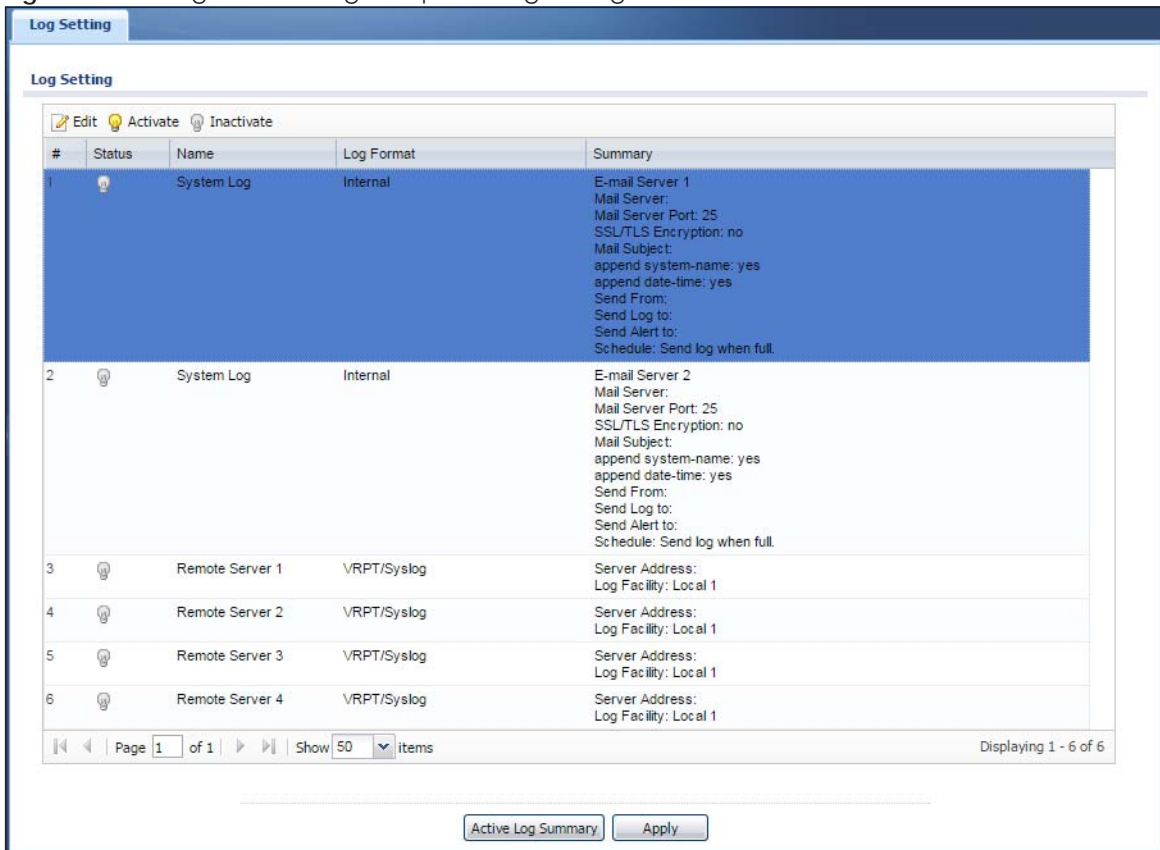 Log Setting
Log Setting
Edit Activate Inactivate
# Status Name Log Format Summary
1 System Log Internal E-mail Server 1
Mail Server:
Mail Server Port: 25
SSL/TLS Encryption: no
Mail Subject:
append system-name: yes
append date-time: yes
Send From:
Send Log to:
Send Alert to:
Schedule: Send log when full.
2 System Log Internal E-mail Server 2
Mail Server:
Mail Server Port: 25
SSL/TLS Encryption: no
Mail Subject:
append system-name: yes
append date-time: yes
Send From:
Send Log to:
Send Alert to:
Schedule: Send log when full.
3 Remote Server 1 VRPT/Syslog Server Address:
Log Facility: Local 1
4 Remote Server 2 VRPT/Syslog Server Address:
Log Facility: Local 1
5 Remote Server 3 VRPT/Syslog Server Address:
Log Facility: Local 1
6 Remote Server 4 VRPT/Syslog Server Address:
Log Facility: Local 1
Page 1 of 1 Show 50 items Displaying 1 - 6 of 6
Active Log Summary Apply